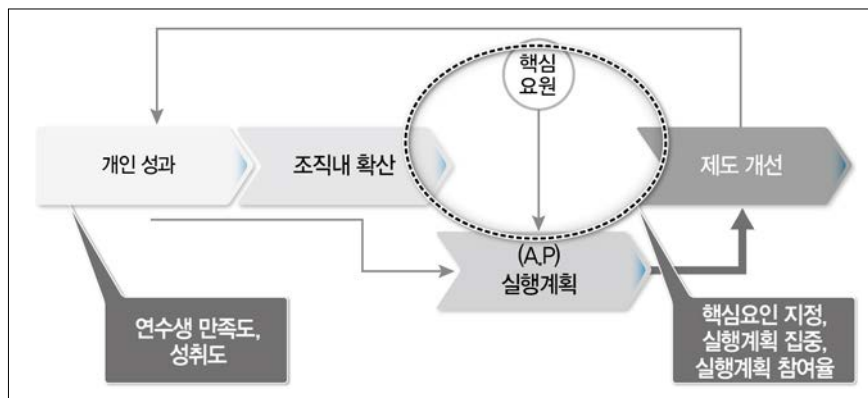 핵심
요원
개인 성과
조직내 확산
제도 개선
(A.P)
실행계획
연수생 만족도,
성취도
핵심요인 지정,
실행계획 집중,
실행계획 참여율